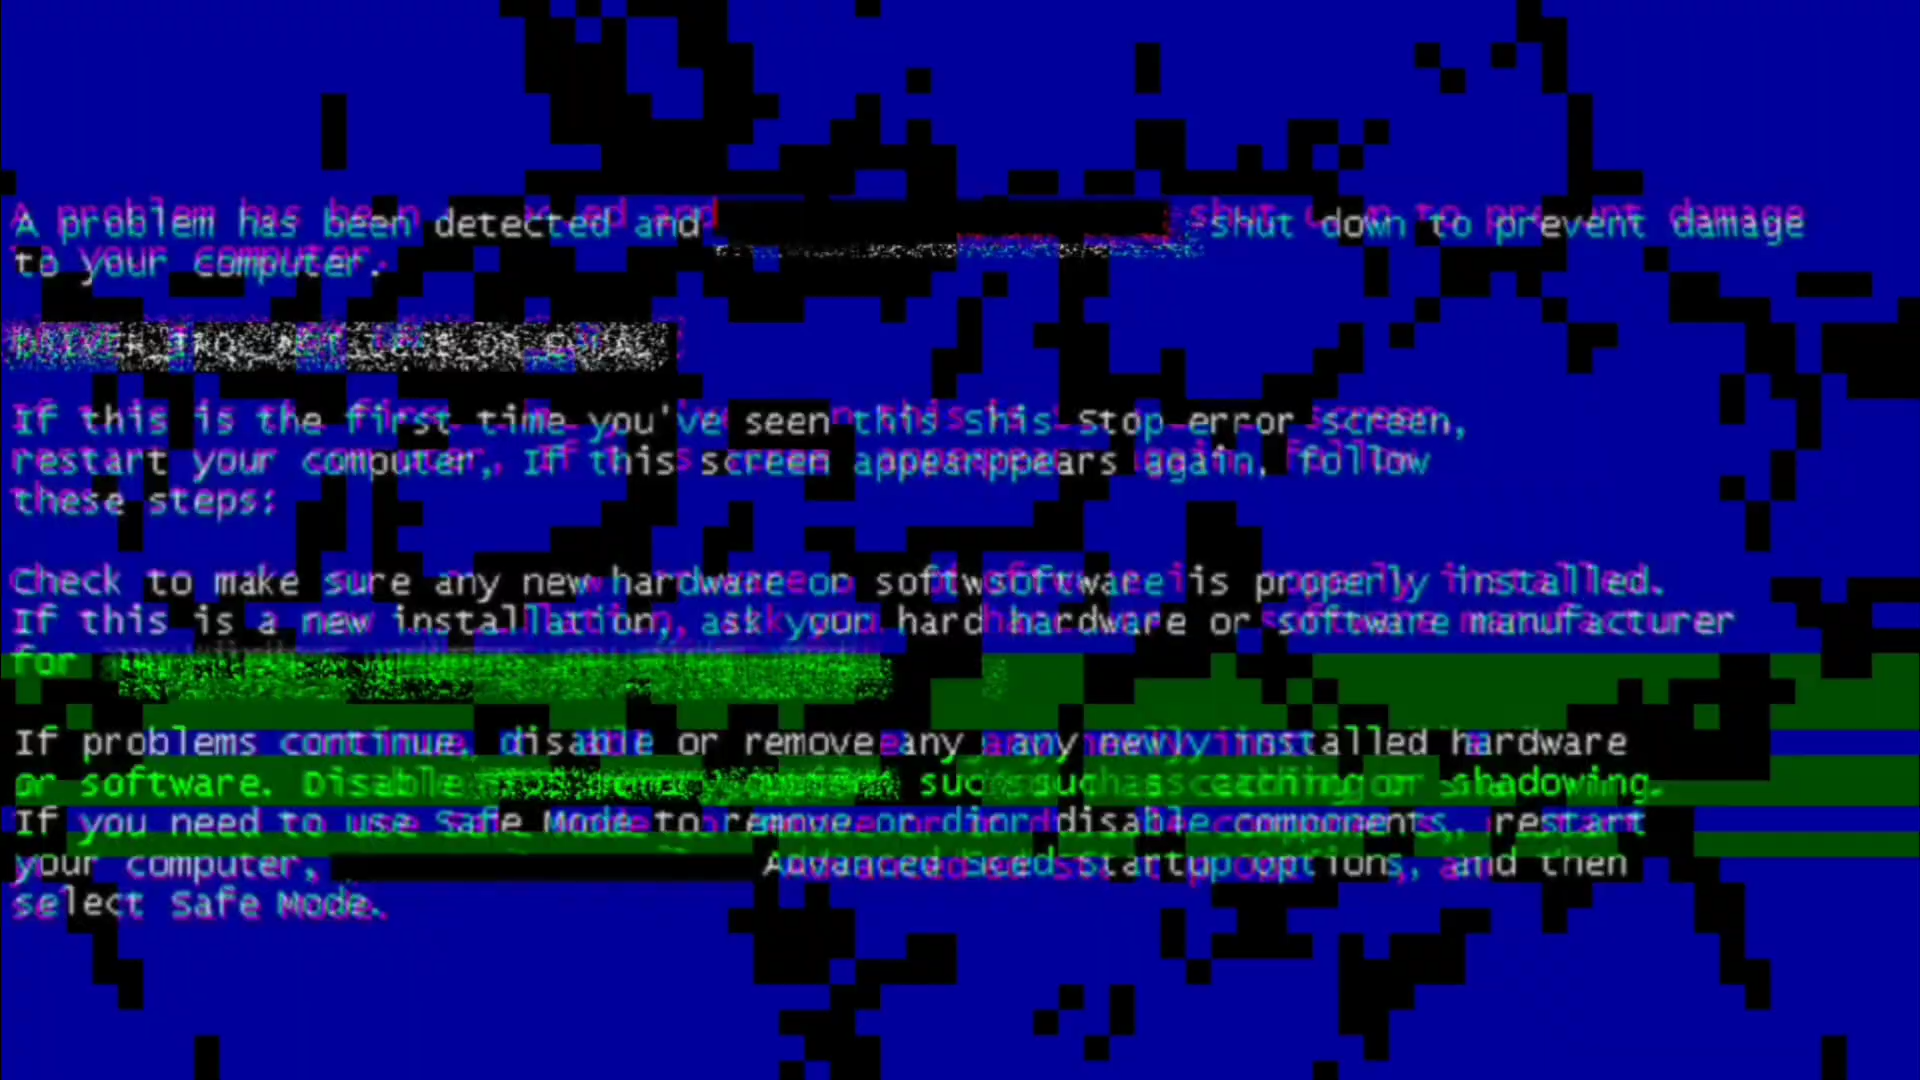 A problem has been detected and shut down to prevent damage
to your computer.
If this is the first time you've seen this Shis Stop error screen,
restart your computer, If this screen appearppears again, follow
these steps:
Check to make sure any new hardware or softwsoftware is properly installed.
If this is a new installation, ask your hard hardware or software manufacturer
for
If problems continue, disable or remove any any newly installed hardware
or software. Disable such as caching or shadowing.
If you need to use Safe Mode to remove or disable components, restart
your computer, Advanced Startup Options, and then
select Safe Mode.